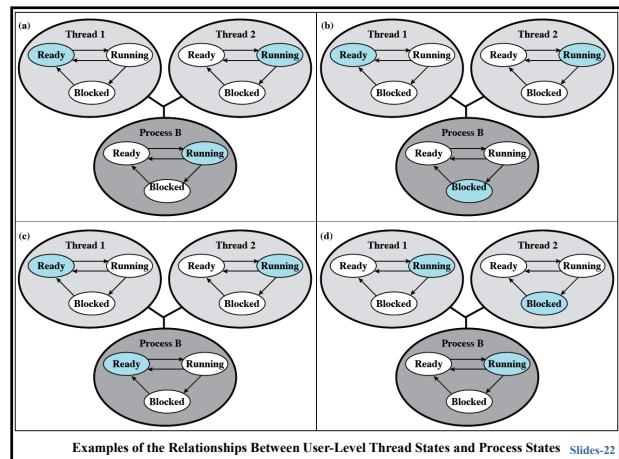 (a)
Thread 1
Thread 2
Ready
Running
Ready
Running
Blocked
Blocked
Process B
Ready
Running
Blocked
(b)
Thread 1
Thread 2
Ready
Running
Ready
Running
Blocked
Blocked
Process B
Ready
Running
Blocked
(c)
Thread 1
Thread 2
Ready
Running
Ready
Running
Blocked
Blocked
Process B
Ready
Running
Blocked
(d)
Thread 1
Thread 2
Ready
Running
Ready
Running
Blocked
Blocked
Process B
Ready
Running
Blocked
Examples of the Relationships Between User-Level Thread States and Process States Slides-22